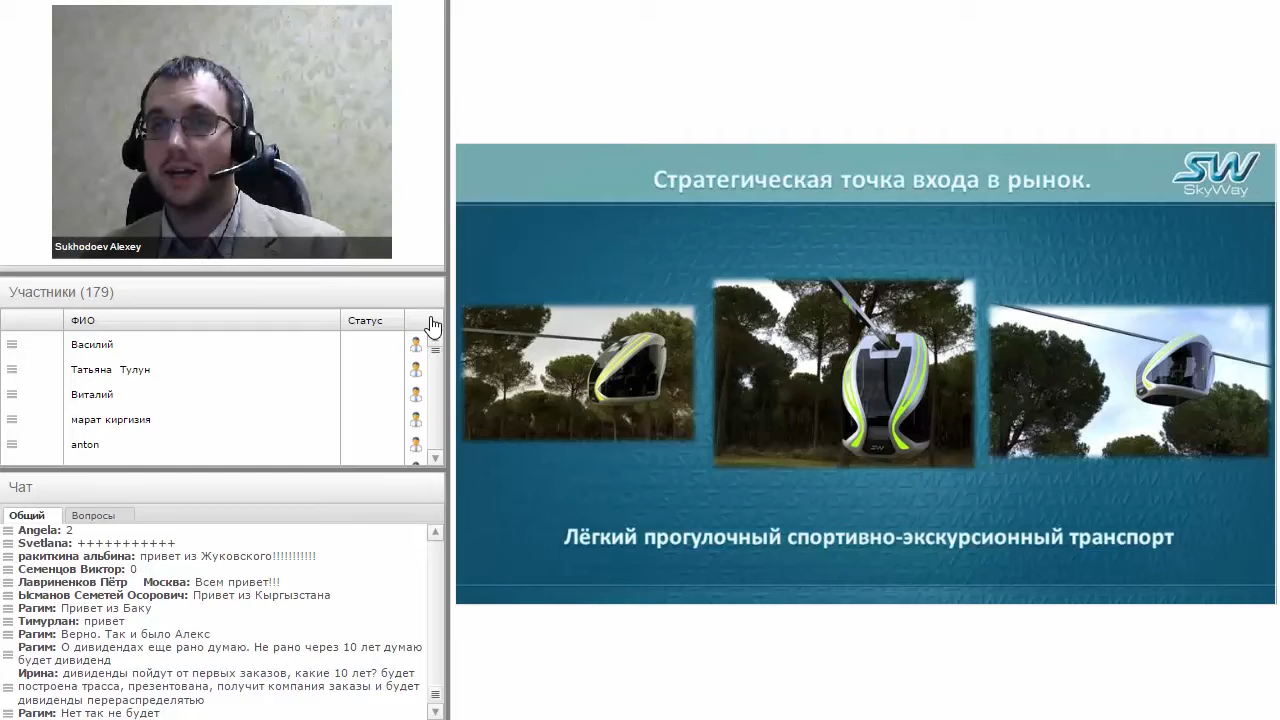 Sukhodoev Alexey
Участники (179)
ФИО Статус
Василий
Татьяна Тулун
Виталий
марат киргизия
anton
Чат
Общий Вопросы
Angela: 2
Svetlana: +++++++++++
ракиткина альбина: привет из Жуковского!!!!!!!!!!!
Семенцов Виктор: 0
Лавриненков Пётр Москва: Всем привет!!!
Ысманов Семетей Осорович: Привет из Кыргызстана
Рагим: Привет из Баку
Тимурлан: привет
Рагим: Верно. Так и было Алекс
Рагим: О дивидендах еще рано думаю. Не рано через 10 лет думаю
будет дивиденд
Ирина: дивиденды пойдут от первых заказов, какие 10 лет? будет
построена трасса, презентована, получит компания заказы и будет
дивиденды перераспределятью
Рагим: Нет так не будет
Стратегическая точка входа в рынок.
SW
SkyWay
SW
Лёгкий прогулочный спортивно-экскурсионный транспорт